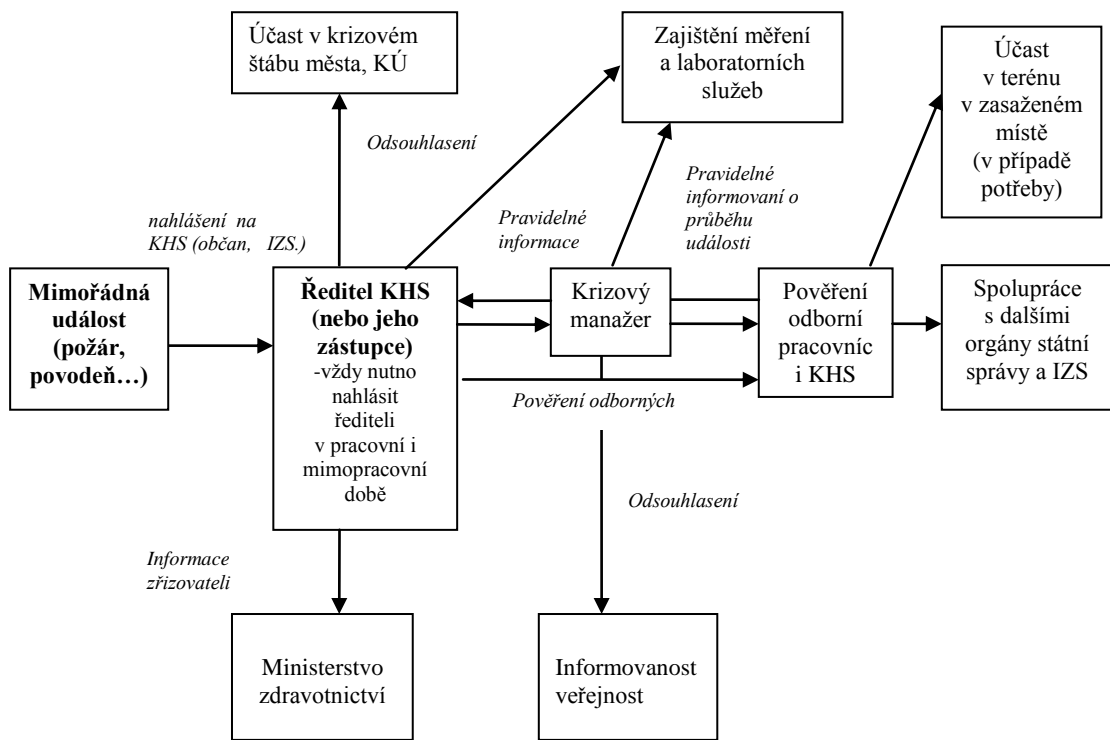 Účast v krizovém
štábu města, KÚ
Zajištění měření
a laboratorních
služeb
Účast
v terénu
v zasaženém
místě
(v případě
potřeby)
Odsouhlasení
Pravidelné
informovaní o
průběhu
události
nahlášení na
KHS (občan, IZS.)
Pravidelné
informace
Mimořádná
událost
(požár,
povodeň…)
Ředitel KHS
(nebo jeho
zástupce)
-vždy nutno
nahlásit
řediteli
v pracovní i
mimopracovní
době
Krizový
manažer
Pověření
odborní
pracovníc
i KHS
Spolupráce
s dalšími
orgány státní
správy a IZS
Pověření odborných
Odsouhlasení
Informace
zřizovateli
Ministerstvo
zdravotnictví
Informovanost
veřejnost